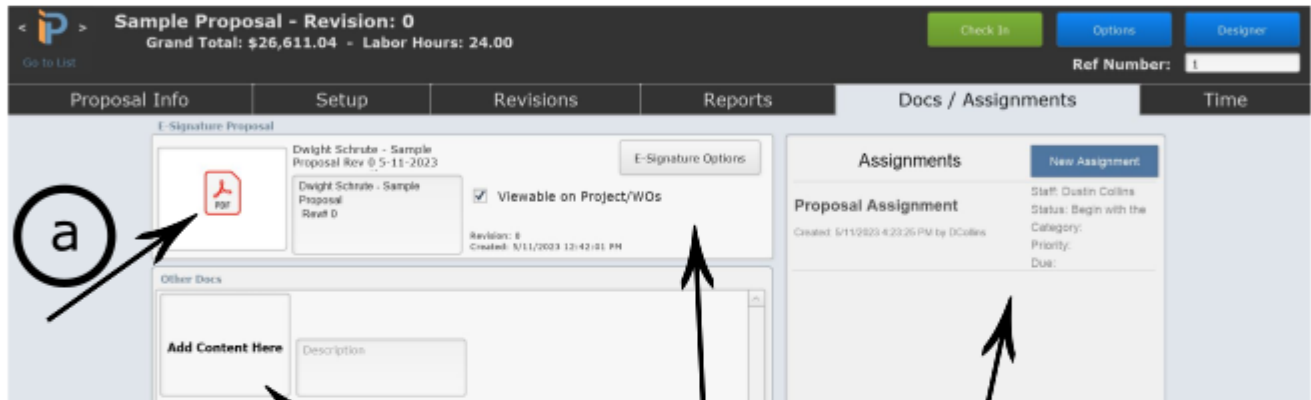 < iP >
Sample Proposal - Revision: 0
Grand Total: $26,611.04 - Labor Hours: 24.00
Go to List
Check In
Options
Designer
Ref Number: 1
Proposal Info
Setup
Revisions
Reports
Docs / Assignments
Time
E-Signature Proposal
PDF
Dwight Schrute - Sample
Proposal Rev 0 5-11-2023
Dwight Schrute - Sample
Proposal
Rev# 0
E-Signature Options
Viewable on Project/WOs
Revision: 0
Created: 5/11/2023 12:42:01 PM
a
Other Docs
Add Content Here
Description
Assignments
New Assignment
Proposal Assignment
Created: 5/11/2023 4:23:25 PM by DCollins
Staff: Dustin Collins
Status: Begin with the
Category:
Priority:
Due: